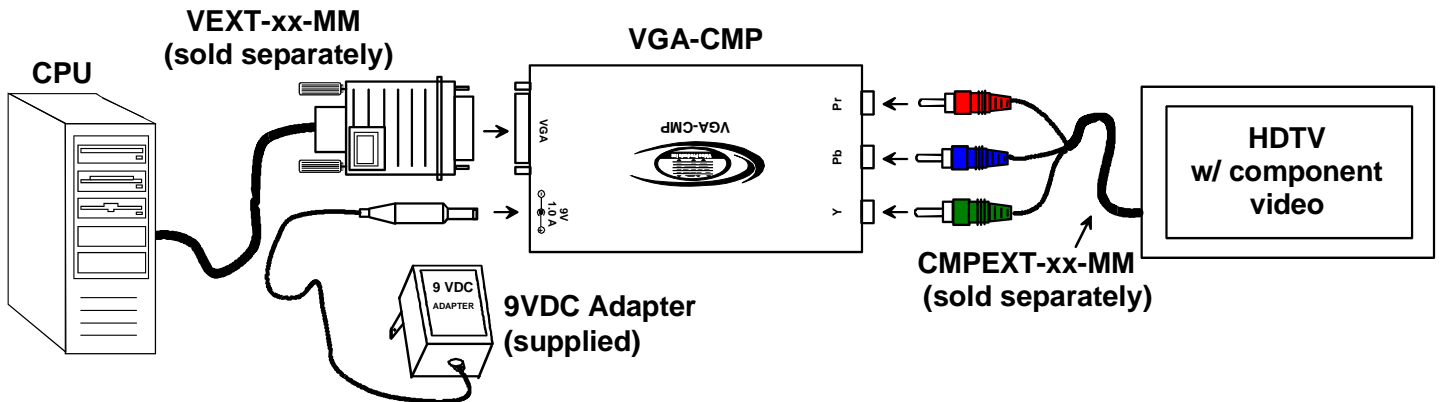 VEXT-xx-MM
(sold separately)
VGA-CMP
CPU
VGA
VGA-CMP
9V
1.0 A
Pr
Pb
Y
HDTV
w/ component
video
CMPEXT-xx-MM
(sold separately)
9 VDC
ADAPTER
9VDC Adapter
(supplied)